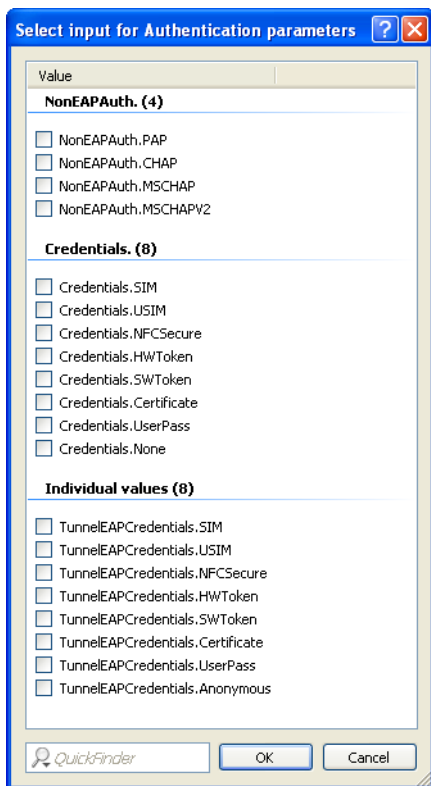 Select input for Authentication parameters ?
Value
NonEAPAuth. (4)
NonEAPAuth.PAP
NonEAPAuth.CHAP
NonEAPAuth.MSCHAP
NonEAPAuth.MSCHAPV2
Credentials. (8)
Credentials.SIM
Credentials.USIM
Credentials.NFCSecure
Credentials.HWToken
Credentials.SWToken
Credentials.Certificate
Credentials.UserPass
Credentials.None
Individual values (8)
TunnelEAPCredentials.SIM
TunnelEAPCredentials.USIM
TunnelEAPCredentials.NFCSecure
TunnelEAPCredentials.HWToken
TunnelEAPCredentials.SWToken
TunnelEAPCredentials.Certificate
TunnelEAPCredentials.UserPass
TunnelEAPCredentials.Anonymous
QuickFinder OK Cancel